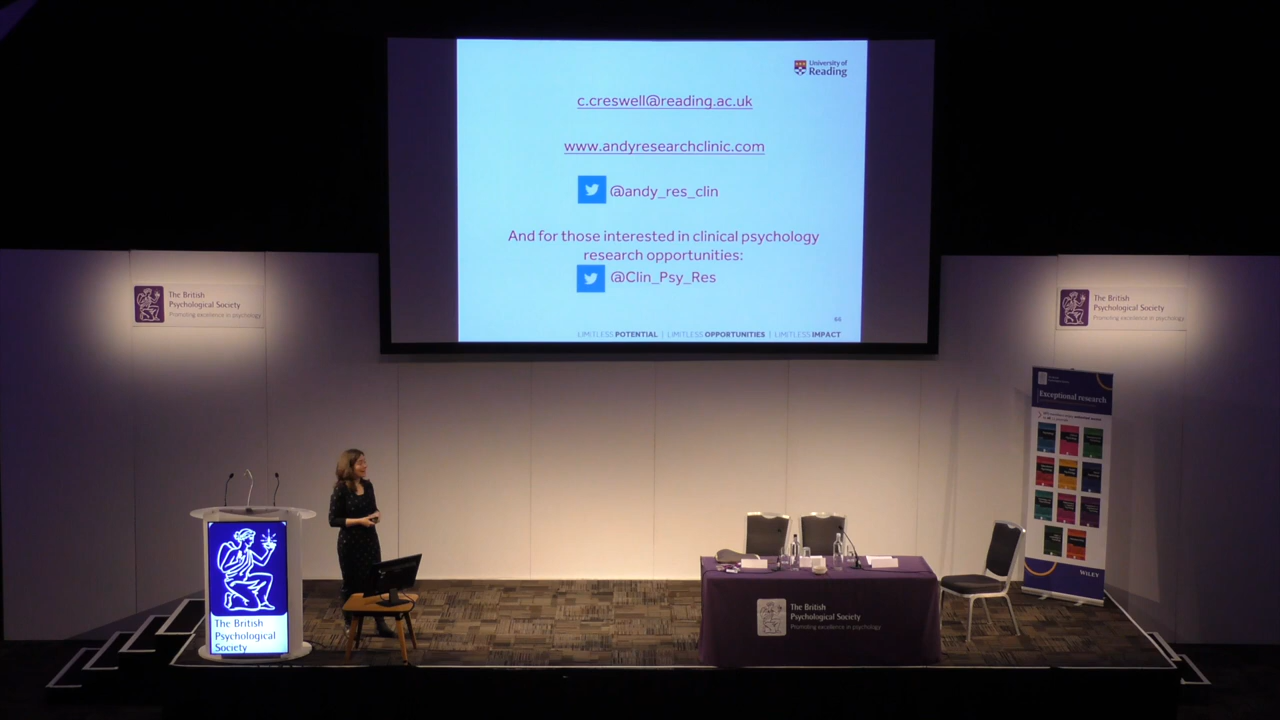 University of
Reading
c.creswell@reading.ac.uk
www.andyresearchclinic.com
@andy_res_clin
And for those interested in clinical psychology
research opportunities:
@Clin_Psy_Res
66
LIMITLESS POTENTIAL | LIMITLESS OPPORTUNITIES | LIMITLESS IMPACT
The British
Psychological Society
Promoting excellence in psychology
The British
Psychological Society
Promoting excellence in psychology
Exceptional research
WILEY
The British
Psychological
Society
The British
Psychological Society
Promoting excellence in psychology